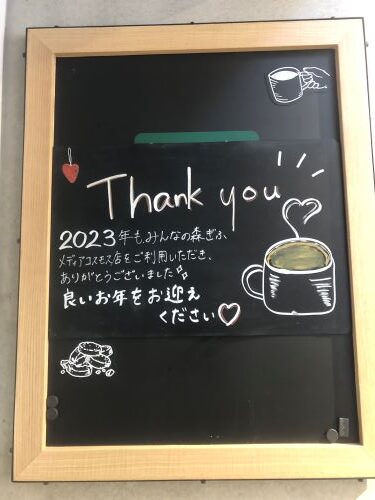 Thank you
2023年も、みんなの森ぎふ
メディアコスモス店をご利用いただき、
ありがとうございました
良いお年をお迎え
ください